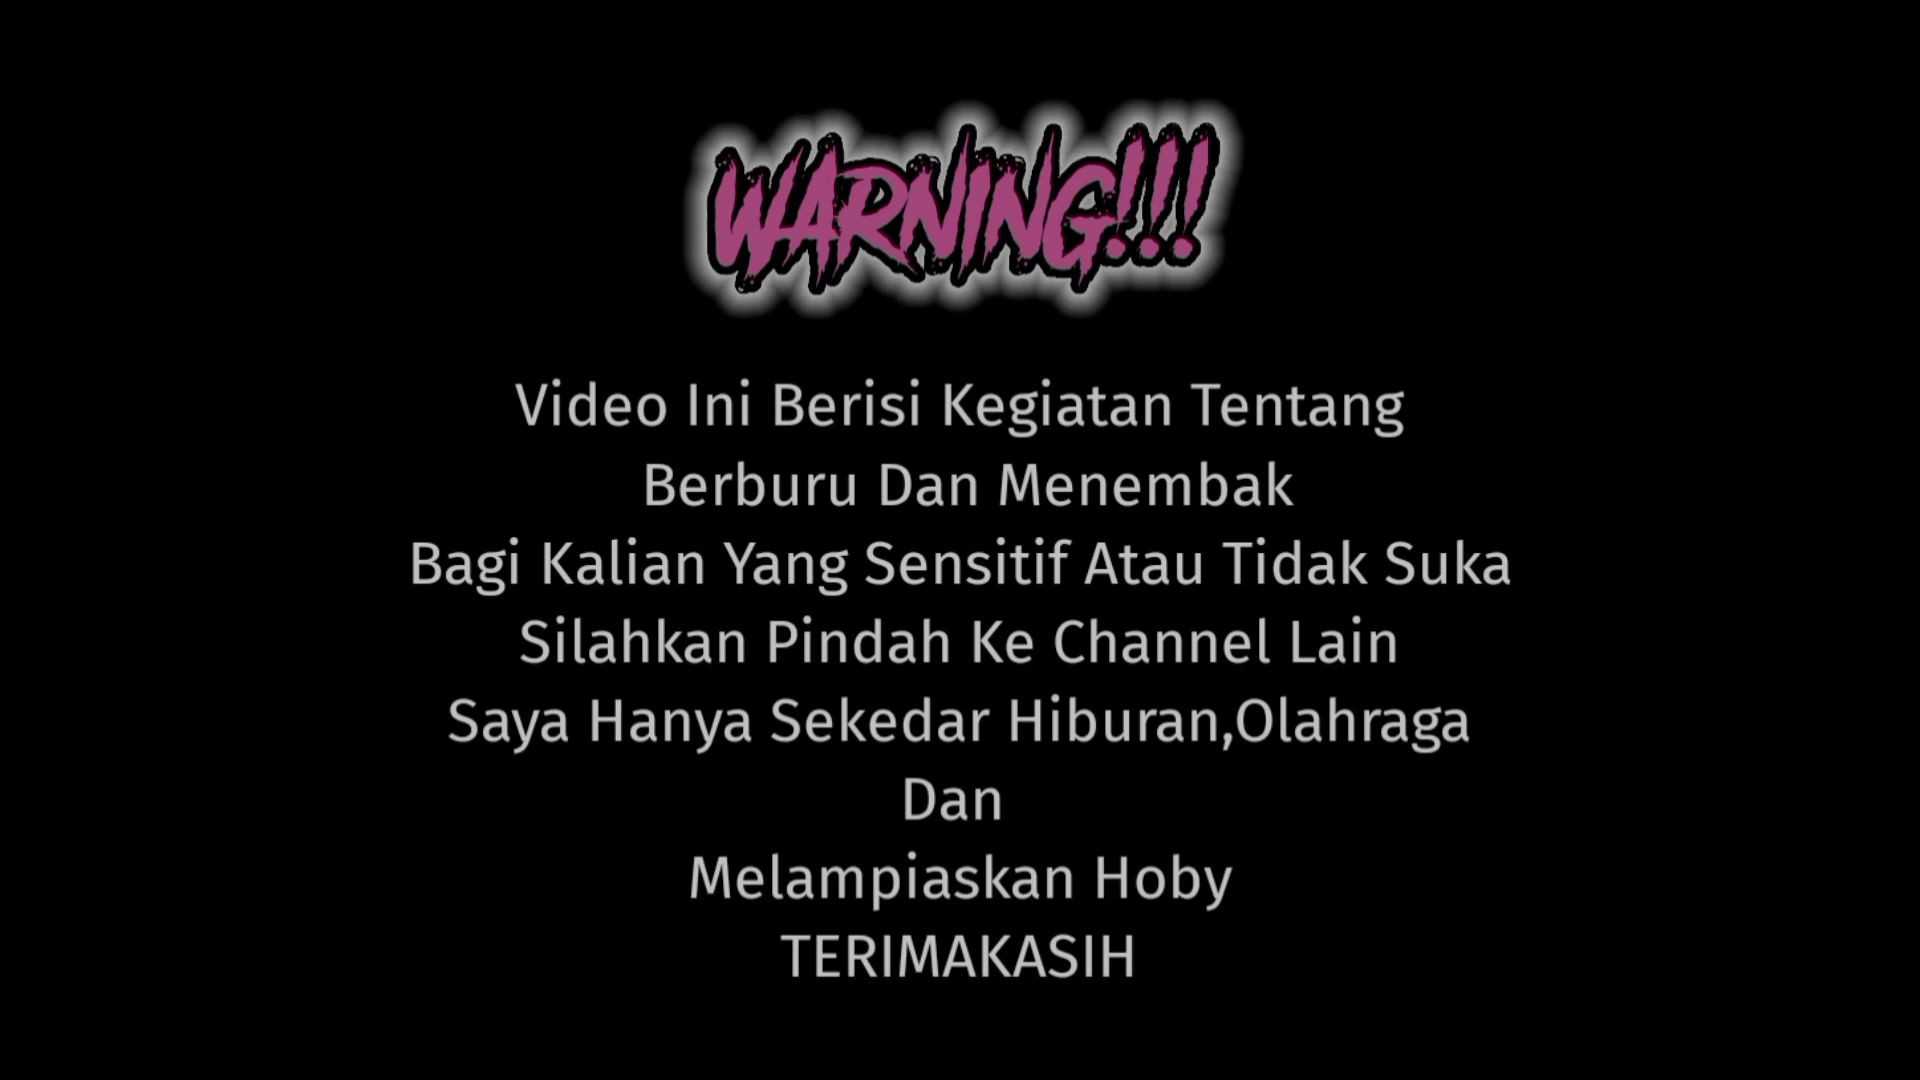 WARNING!!!
Video Ini Berisi Kegiatan Tentang
Berburu Dan Menembak
Bagi Kalian Yang Sensitif Atau Tidak Suka
Silahkan Pindah Ke Channel Lain
Saya Hanya Sekedar Hiburan,Olahraga
Dan
Melampiaskan Hoby
TERIMAKASIH